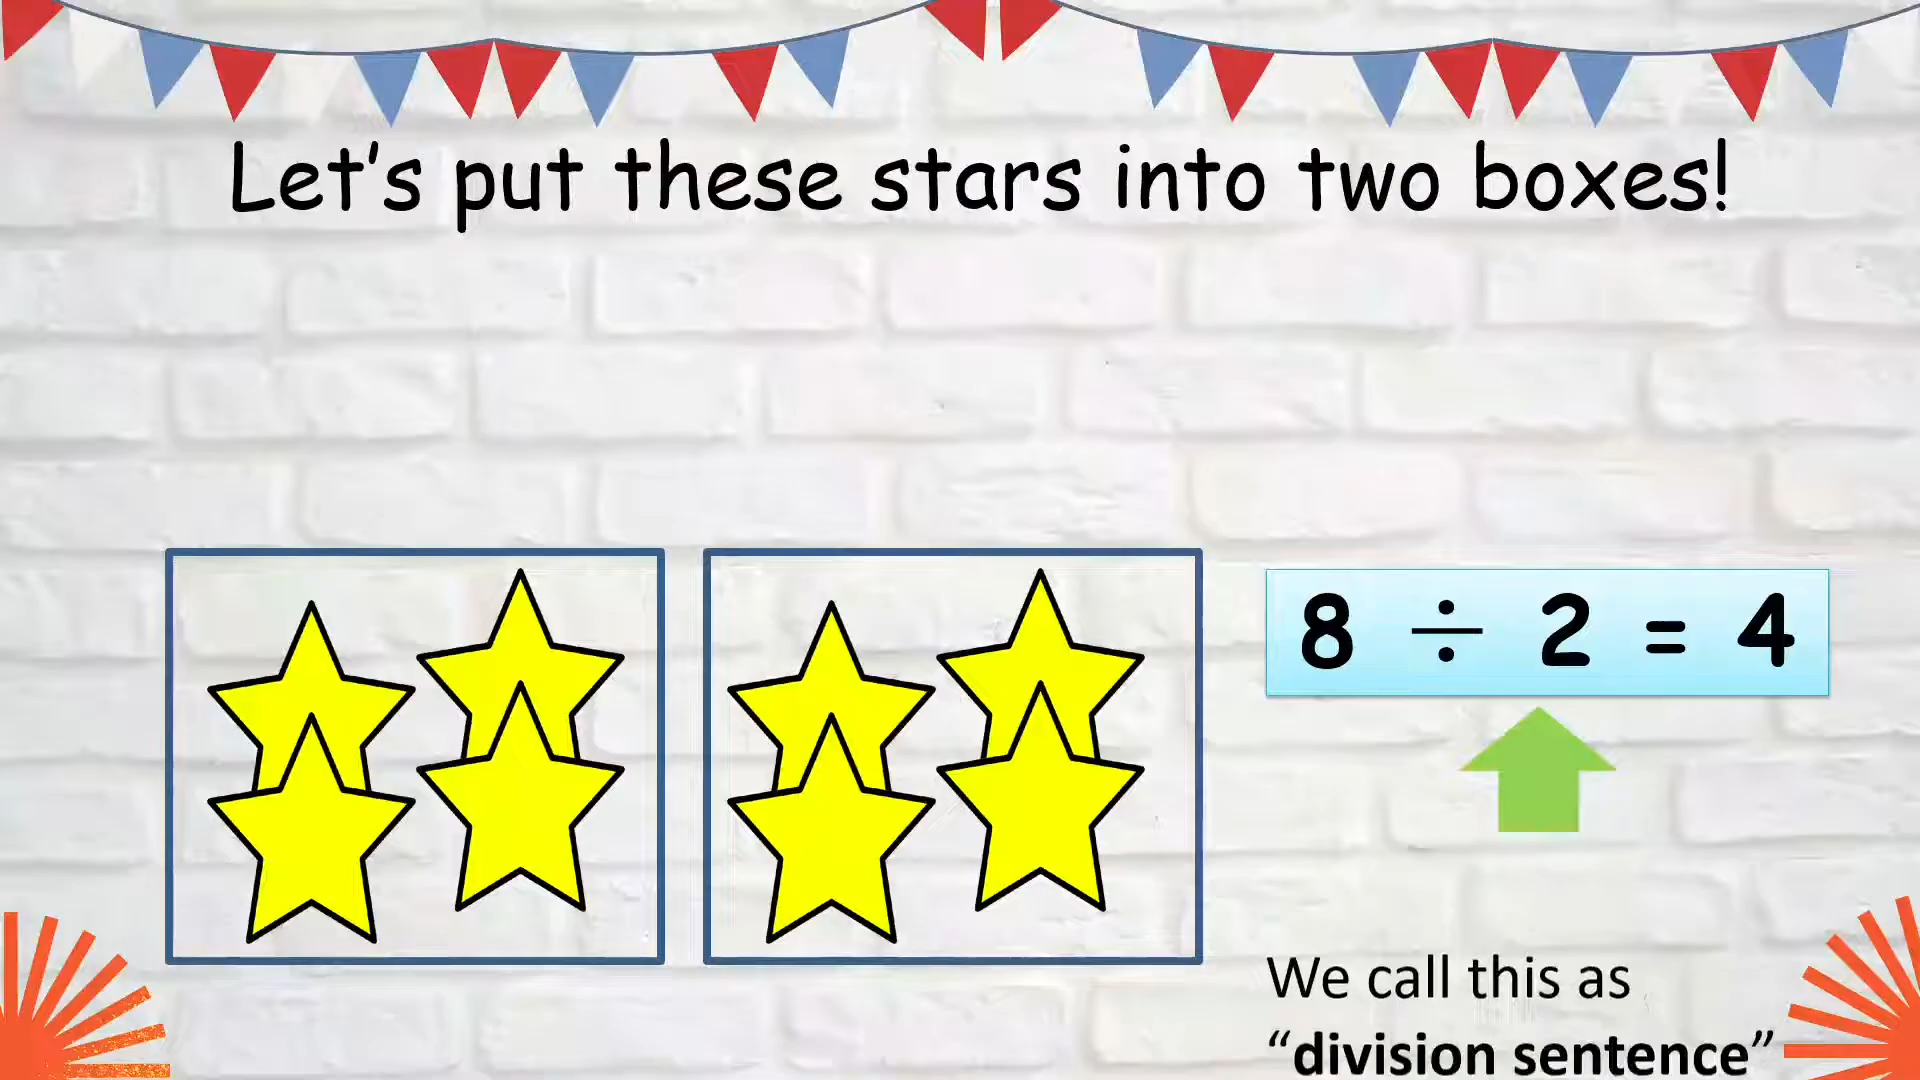 Let's put these stars into two boxes!
8 ÷ 2 = 4
We call this as
“division sentence”